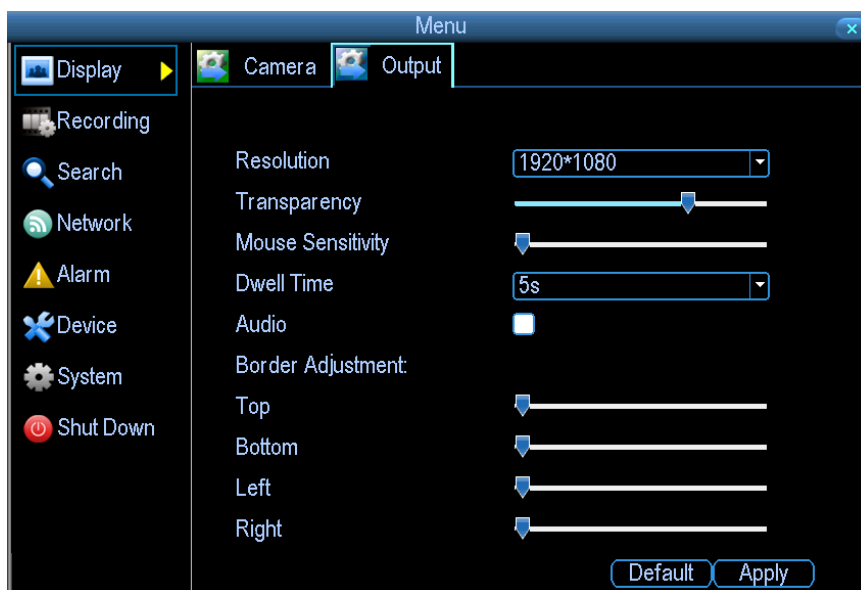 Menu
Display
Recording
Search
Network
Alarm
Device
System
Shut Down
Camera Output
Resolution 1920*1080
Transparency
Mouse Sensitivity
Dwell Time 5s
Audio
Border Adjustment:
Top
Bottom
Left
Right
Default Apply